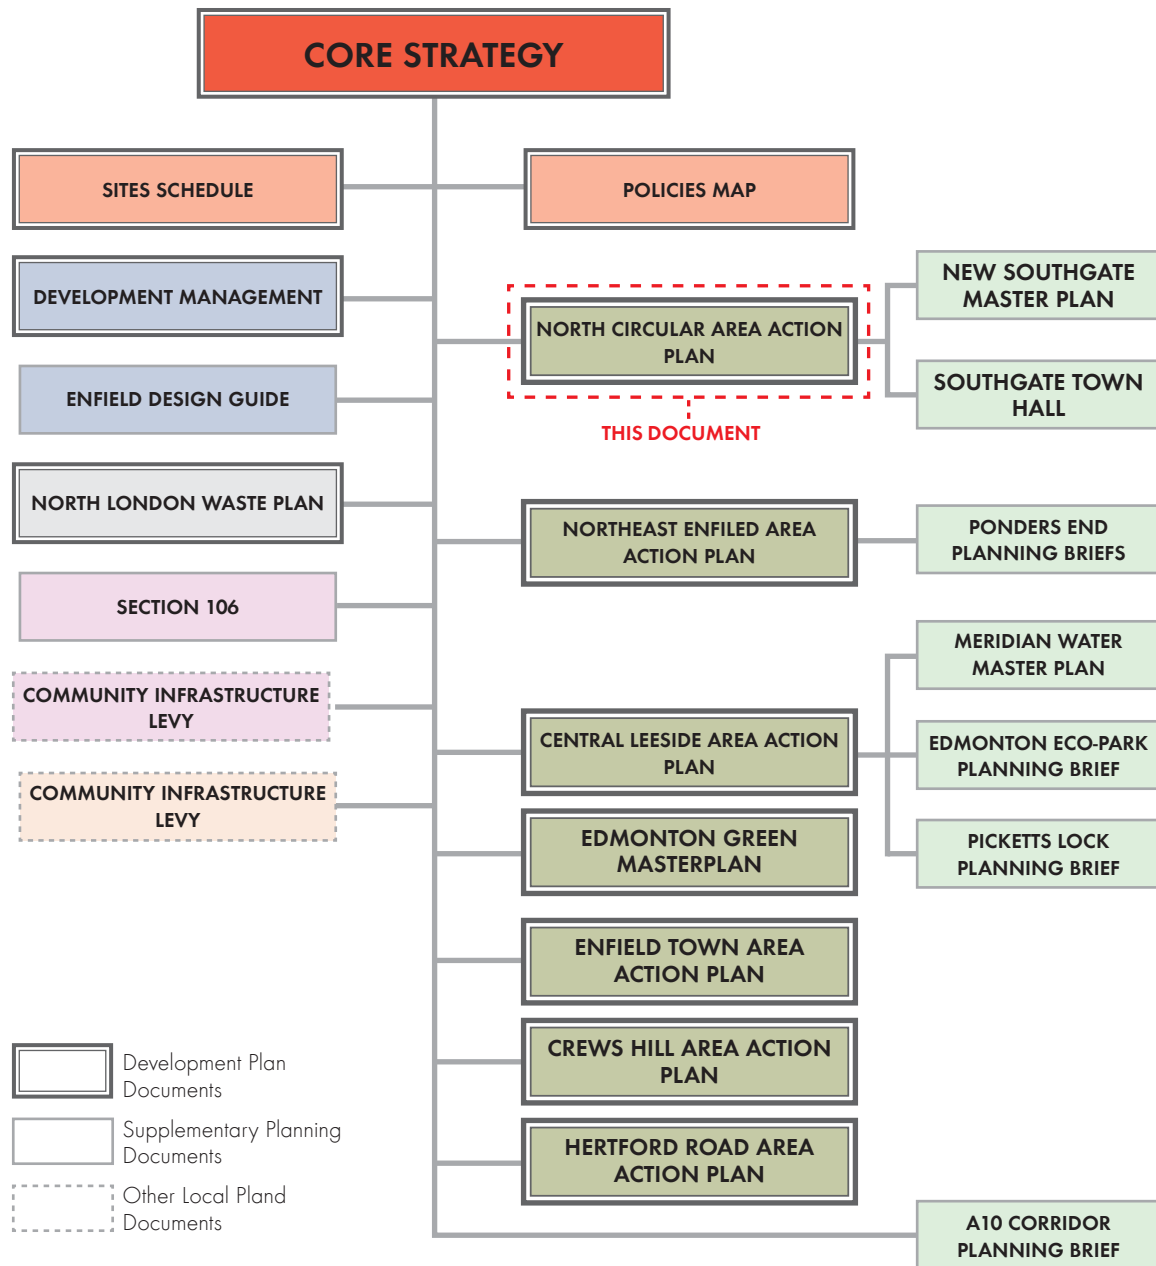 CORE STRATEGY
SITES SCHEDULE
POLICIES MAP
DEVELOPMENT MANAGEMENT
ENFIELD DESIGN GUIDE
NORTH LONDON WASTE PLAN
SECTION 106
COMMUNITY INFRASTRUCTURE
LEVY
COMMUNITY INFRASTRUCTURE
LEVY
NORTH CIRCULAR AREA ACTION
PLAN
THIS DOCUMENT
NEW SOUTHGATE
MASTER PLAN
SOUTHGATE TOWN
HALL
NORTHEAST ENFILED AREA
ACTION PLAN
PONDERS END
PLANNING BRIEFS
CENTRAL LEESIDE AREA ACTION
PLAN
MERIDIAN WATER
MASTER PLAN
EDMONTON ECO-PARK
PLANNING BRIEF
PICKETTS LOCK
PLANNING BRIEF
EDMONTON GREEN
MASTERPLAN
ENFIELD TOWN AREA
ACTION PLAN
CREWS HILL AREA ACTION
PLAN
HERTFORD ROAD AREA
ACTION PLAN
A10 CORRIDOR
PLANNING BRIEF
Development Plan
Documents
Supplementary Planning
Documents
Other Local Pland
Documents